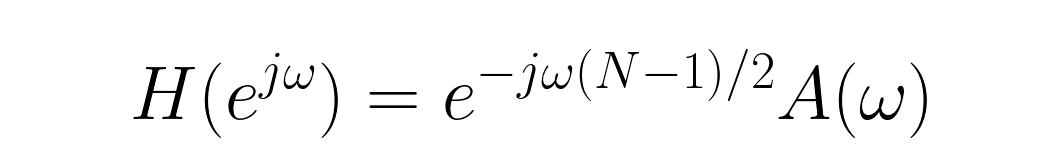 H(e^{jω}) = e^{-jω(N-1)/2}A(ω)